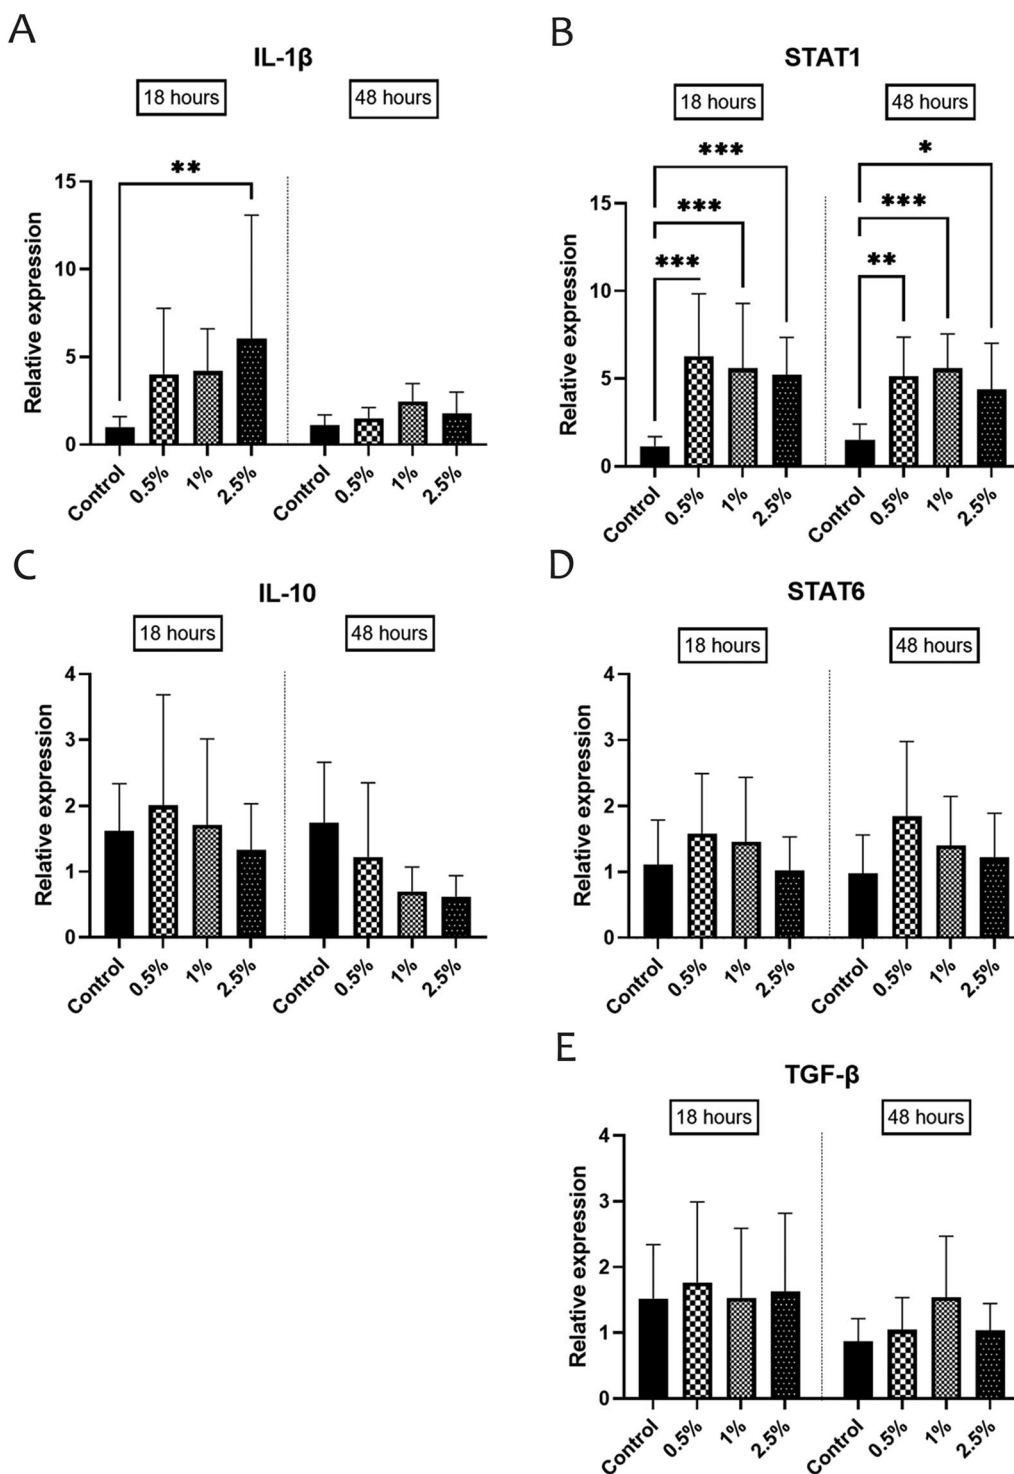 A
IL-1β
18 hours
48 hours
**
Relative expression
15
10
5
0
Control
0.5%
1%
2.5%
Control
0.5%
1%
2.5%
B
STAT1
18 hours
48 hours
***
***
***
*
***
**
Relative expression
15
10
5
0
Control
0.5%
1%
2.5%
Control
0.5%
1%
2.5%
C
IL-10
18 hours
48 hours
Relative expression
4
3
2
1
0
Control
0.5%
1%
2.5%
Control
0.5%
1%
2.5%
D
STAT6
18 hours
48 hours
Relative expression
4
3
2
1
0
Control
0.5%
1%
2.5%
Control
0.5%
1%
2.5%
E
TGF-β
18 hours
48 hours
Relative expression
4
3
2
1
0
Control
0.5%
1%
2.5%
Control
0.5%
1%
2.5%